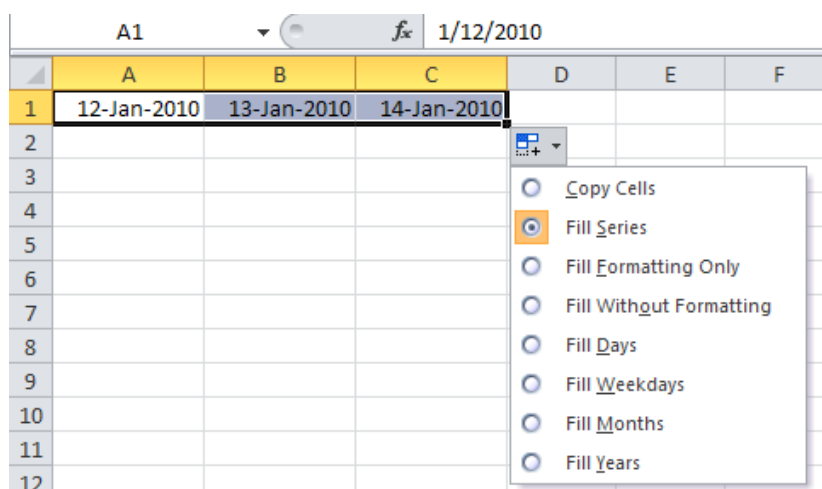 A1 fx 1/12/2010
A B C D E F
1 12-Jan-2010 13-Jan-2010 14-Jan-2010
2
3 Copy Cells
4 Fill Series
5
6 Fill Formatting Only
7 Fill Without Formatting
8 Fill Days
9 Fill Weekdays
10 Fill Months
11
12 Fill Years